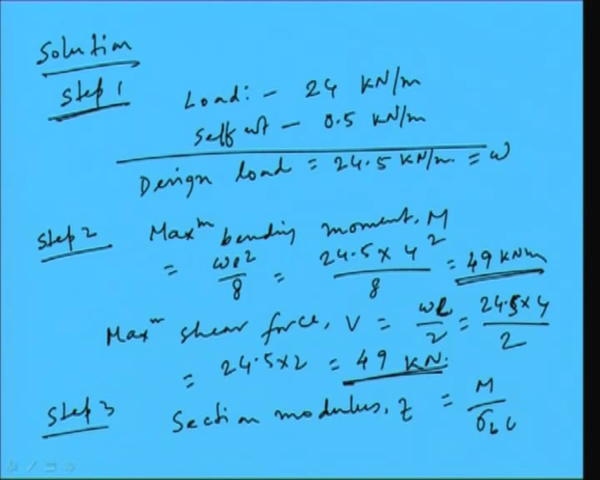 Solution
Step 1
Load:- 24 KN/m
Self wt - 0.5 KN/m
Design load = 24.5 KN/m = w
Step 2 Maxᵐ bending moment, M
= wl²/8 = 24.5 x 4²/8 = 49 KNm
Maxᵐ shear force, V = wl/2 = 24.5x4/2
= 24.5x2 = 49 KN.
Step 3 Section modulus, Z = M/σbc